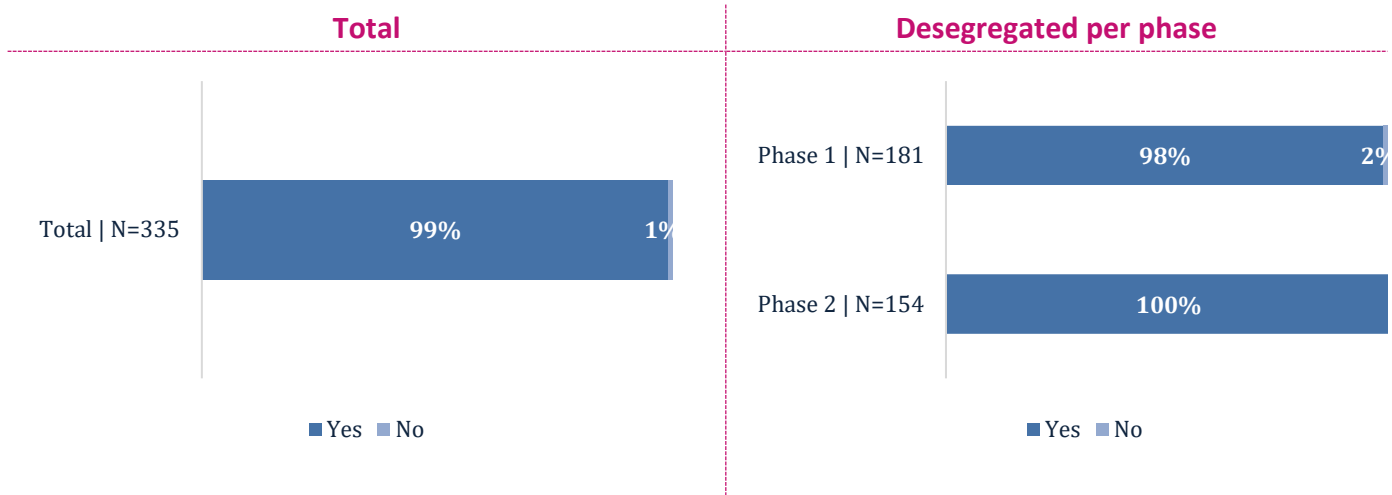 Total
Total | N=335
99%
1%
Yes No
Desegregated per phase
Phase 1 | N=181
98%
2%
Phase 2 | N=154
100%
Yes No